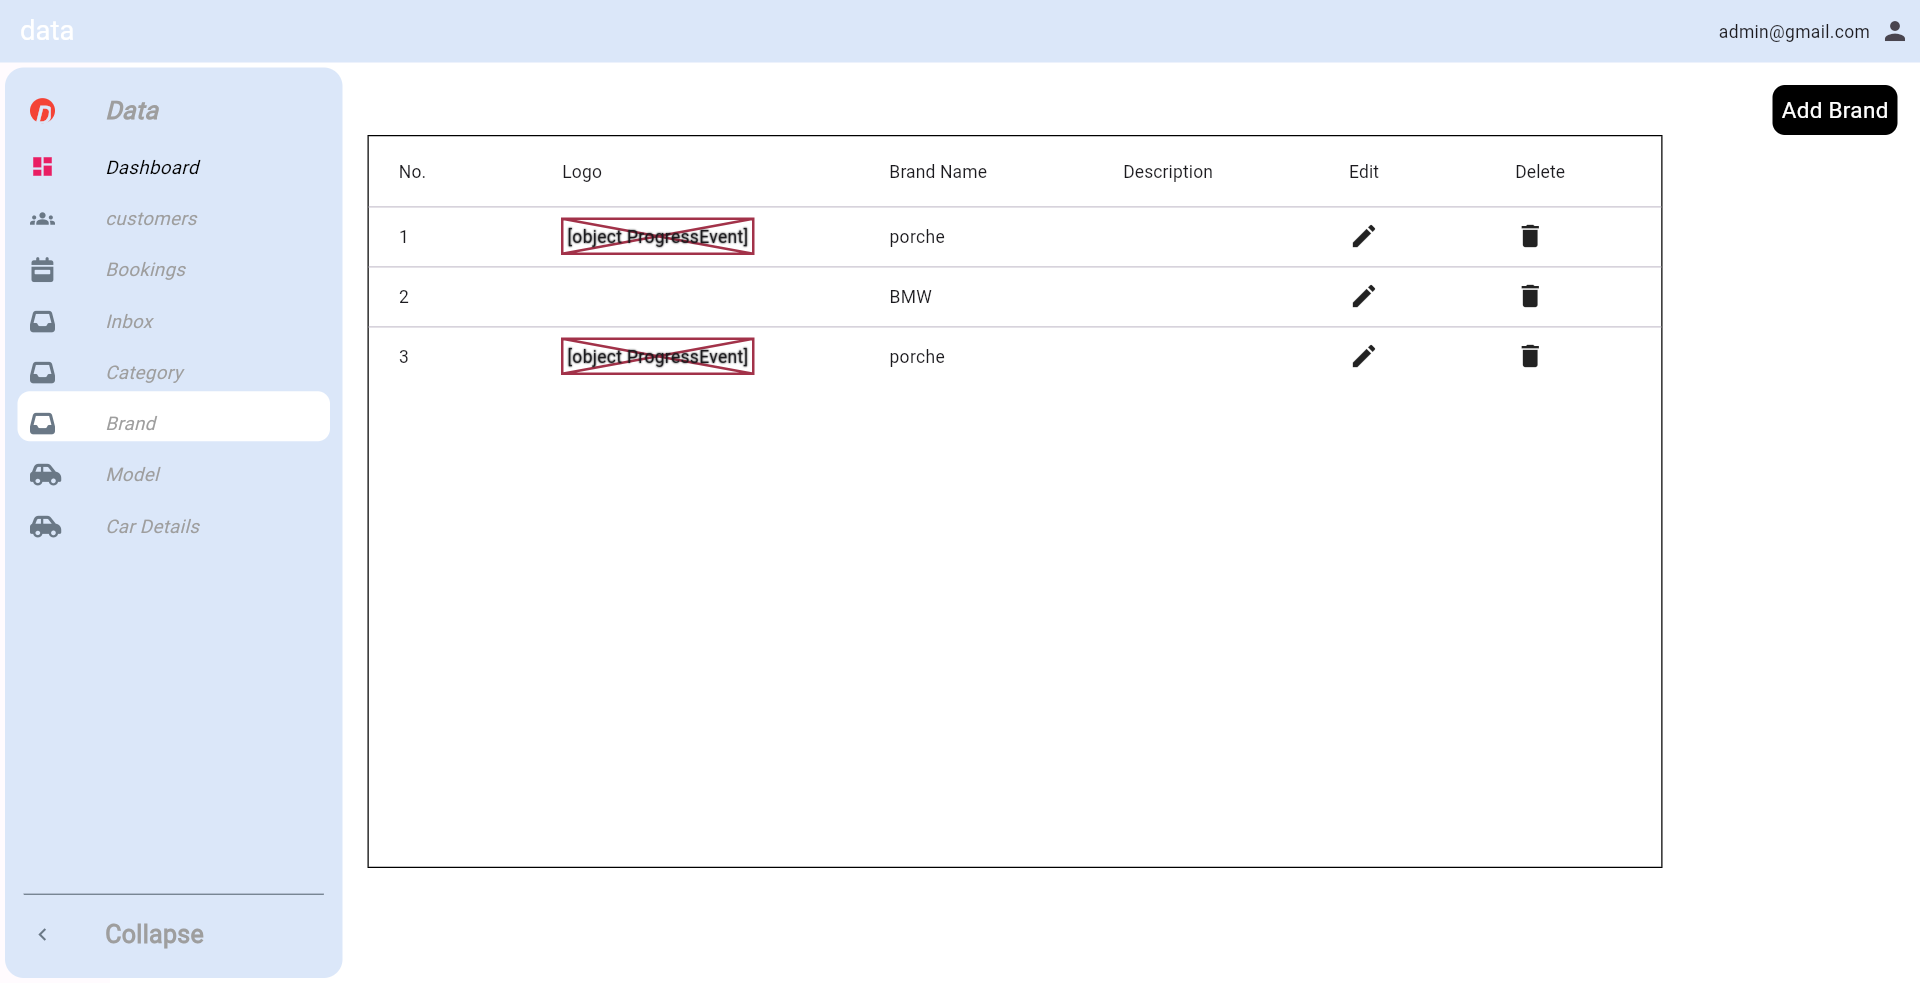 data
admin@gmail.com
Data
Dashboard
customers
Bookings
Inbox
Category
Brand
Model
Car Details
Collapse
Add Brand
No. Logo Brand Name Description Edit Delete
1 [object ProgressEvent] porche
2 BMW
3 [object ProgressEvent] porche